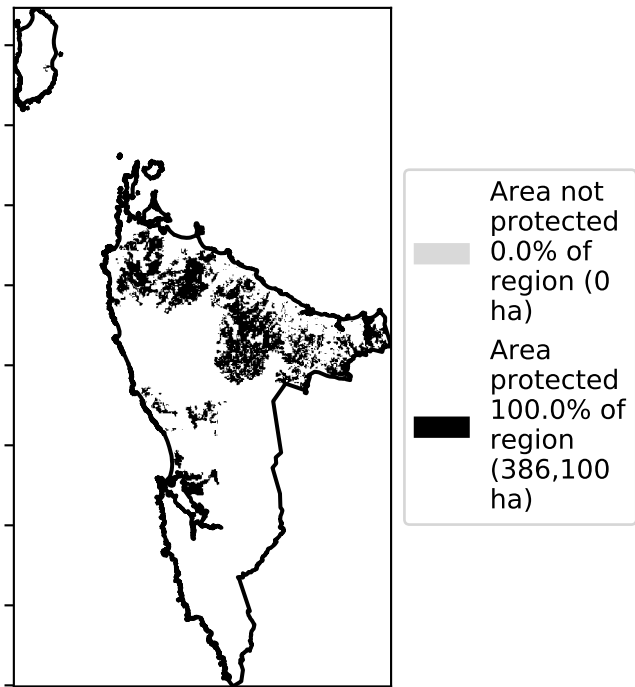 Area not
protected
0.0% of
region (0
ha)
Area
protected
100.0% of
region
(386,100
ha)